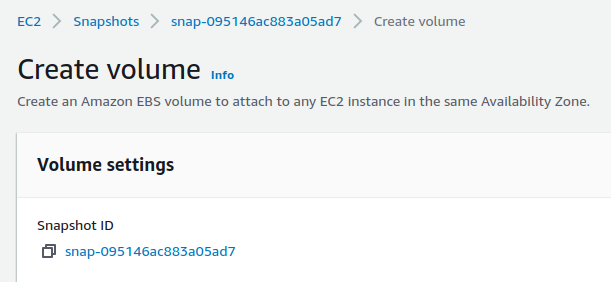 EC2 > Snapshots > snap-095146ac883a05ad7 > Create volume
Create volume Info
Create an Amazon EBS volume to attach to any EC2 instance in the same Availability Zone.
Volume settings
Snapshot ID
snap-095146ac883a05ad7